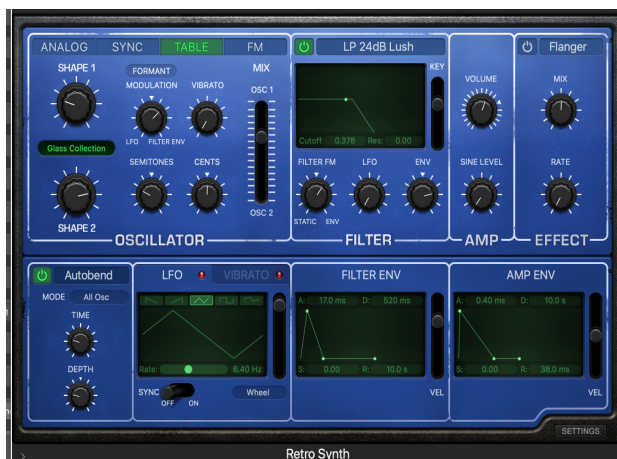 ANALOG SYNC TABLE FM
SHAPE 1
FORMANT
MODULATION
VIBRATO
MIX
OSC 1
LFO FILTER ENV
Glass Collection
SEMITONES
CENTS
SHAPE 2
OSC 2
OSCILLATOR
LP 24dB Lush
KEY
Cutoff: 0.378 Res: 0.00
FILTER FM
LFO
ENV
STATIC ENV
FILTER
VOLUME
SINE LEVEL
AMP
Flanger
MIX
RATE
EFFECT
Autobend
MODE All Osc
TIME
DEPTH
LFO
VIBRATO
Rate: 6.40 Hz
SYNC
OFF ON
Wheel
FILTER ENV
A: 17.0 ms D: 520 ms
S: 0.00 R: 10.0 s
VEL
AMP ENV
A: 0.40 ms D: 10.0 s
S: 0.00 R: 38.0 ms
VEL
SETTINGS
Retro Synth